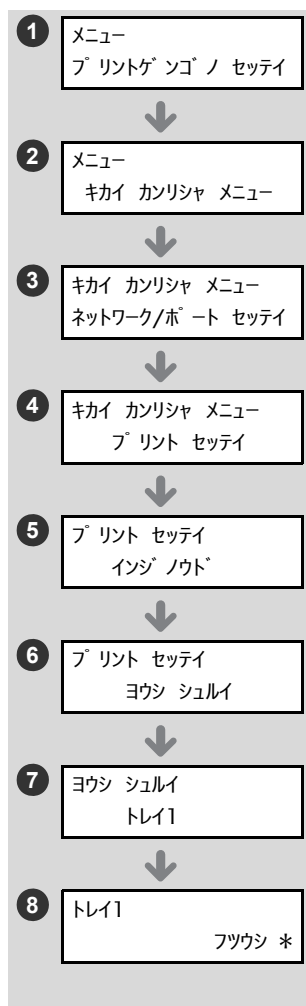 1
メニュー
プリントゲンゴノ セッテイ
2
メニュー
キカイ カンリシャ メニュー
3
キカイ カンリシャ メニュー
ネットワーク/ポート セッテイ
4
キカイ カンリシャ メニュー
プリント セッテイ
5
プリント セッテイ
インジノウド
6
プリント セッテイ
ヨウシ シュルイ
7
ヨウシ シュルイ
トレイ1
8
トレイ1
フツウシ *